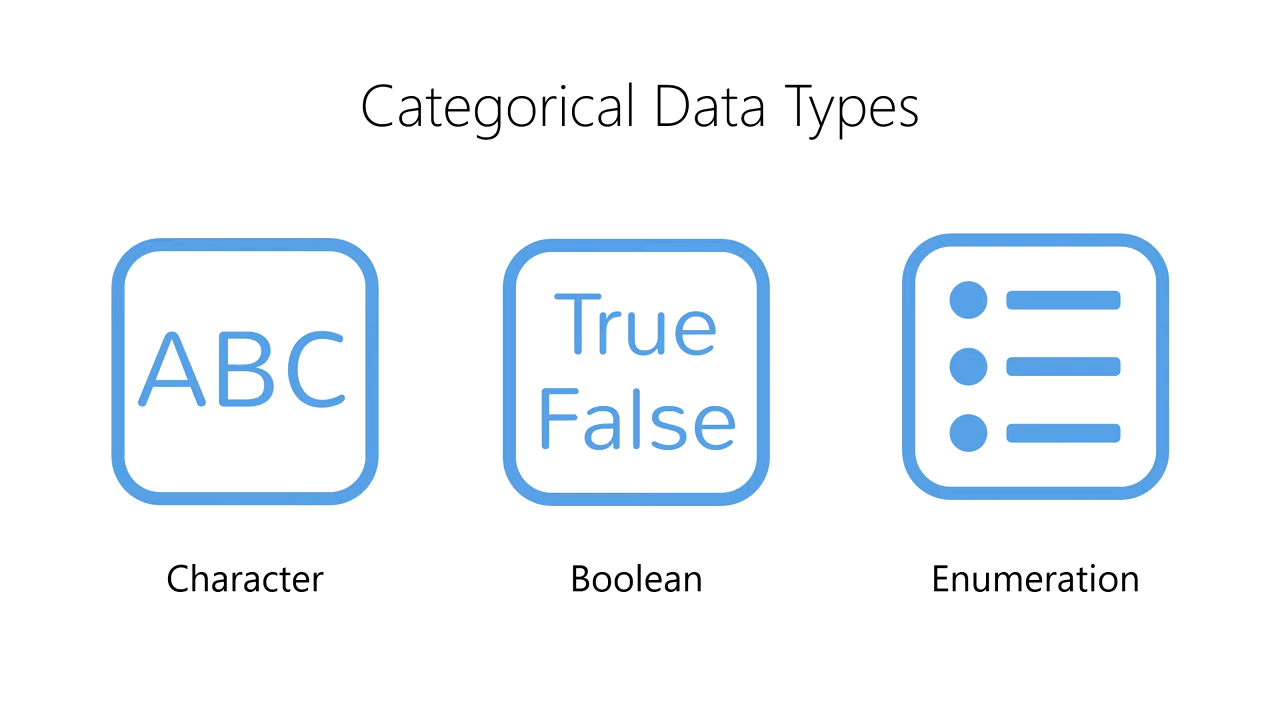 Categorical Data Types
ABC
True
False
Character
Boolean
Enumeration